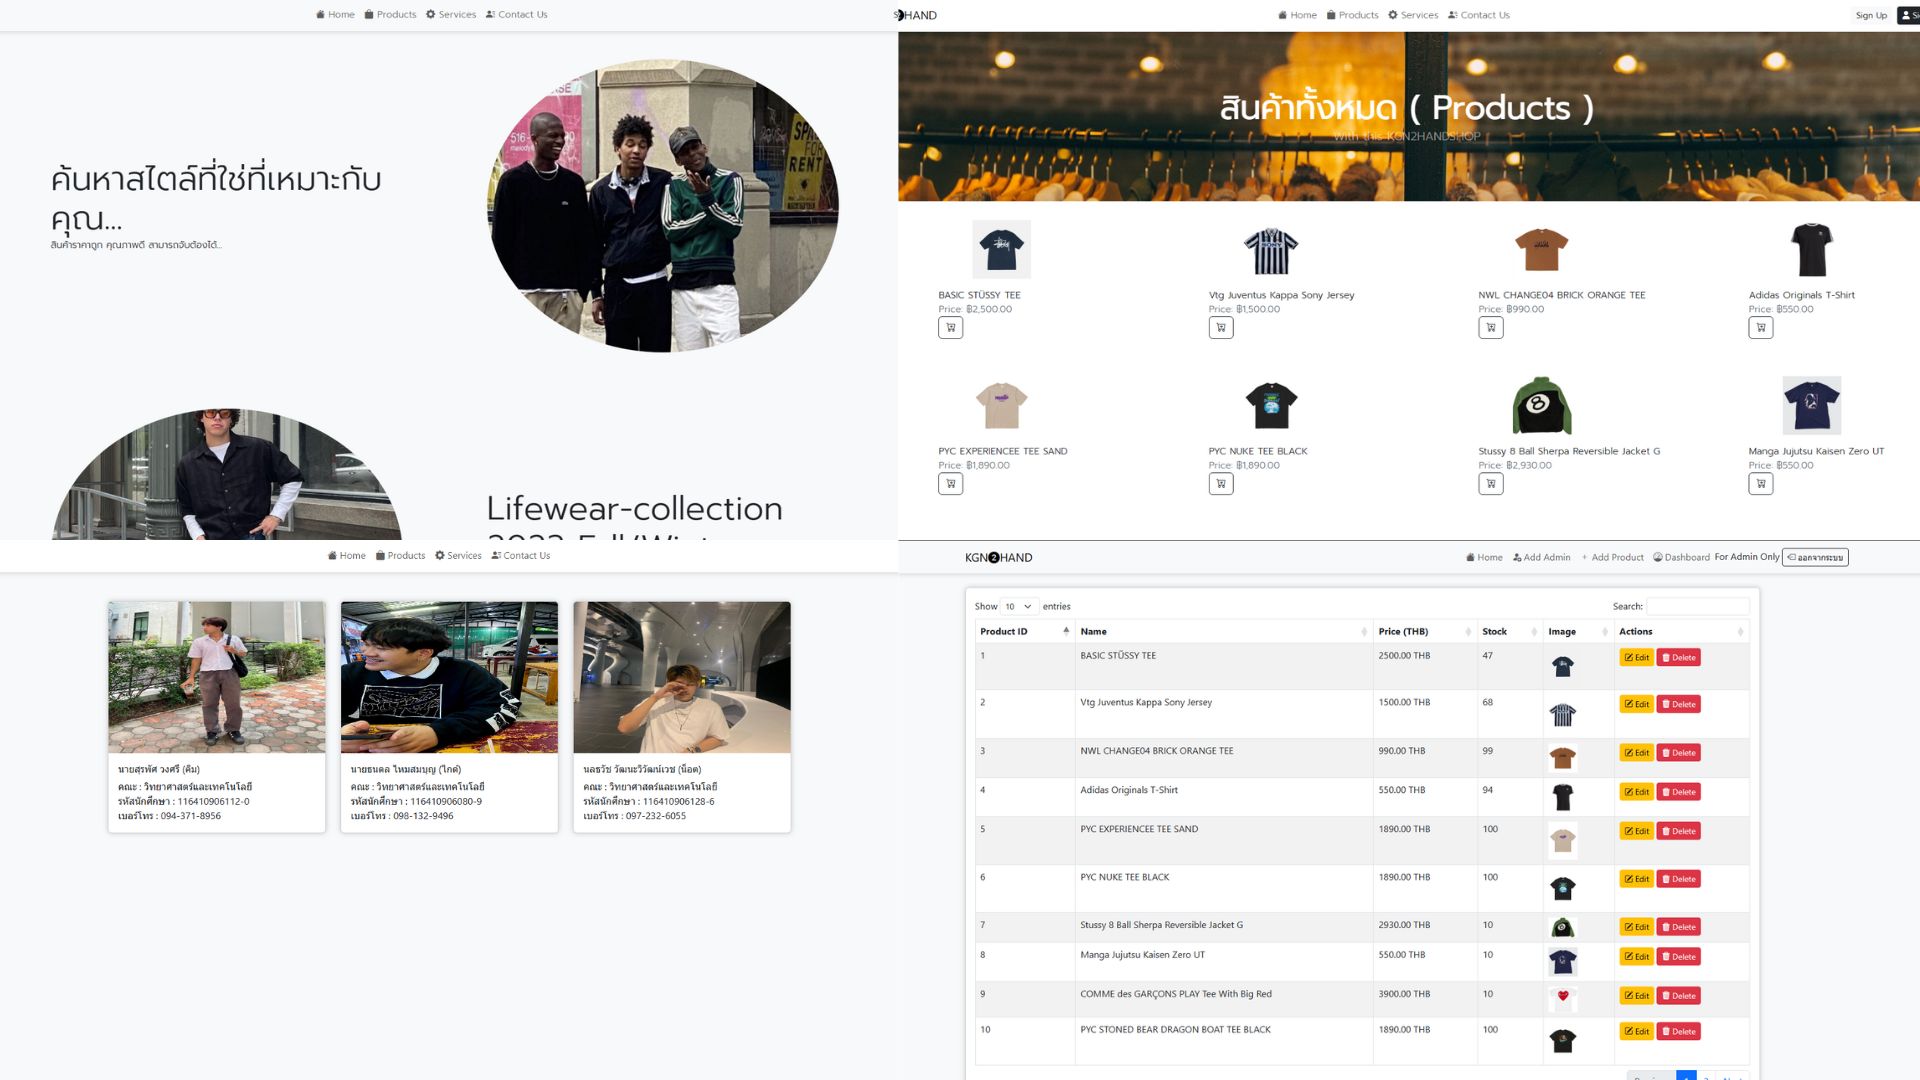 Home Products Services Contact Us
ค้นหาสไตล์ที่ใช่ที่เหมาะกับ
คุณ...
สินค้าราคาถูก คุณภาพดี สามารถจับต้องได้...
516-
SPA
FOR
RENT
Lifewear-collection
HAND
Home Products Services Contact Us
Sign Up
สินค้าทั้งหมด ( Products )
With this KGN2HANDSHOP
BASIC STÜSSY TEE
Price: ฿2,500.00
Vtg Juventus Kappa Sony Jersey
Price: ฿1,500.00
NWL CHANGE04 BRICK ORANGE TEE
Price: ฿990.00
Adidas Originals T-Shirt
Price: ฿550.00
PYC EXPERIENCEE TEE SAND
Price: ฿1,890.00
PYC NUKE TEE BLACK
Price: ฿1,890.00
Stussy 8 Ball Sherpa Reversible Jacket G
Price: ฿2,930.00
Manga Jujutsu Kaisen Zero UT
Price: ฿550.00
Home Products Services Contact Us
นายสุรพัศ วงศรี (คิม)
คณะ : วิทยาศาสตร์และเทคโนโลยี
รหัสนักศึกษา : 116410906112-0
เบอร์โทร : 094-371-8956
นายธนดล ไหมสมบุญ (ไกด์)
คณะ : วิทยาศาสตร์และเทคโนโลยี
รหัสนักศึกษา : 116410906080-9
เบอร์โทร : 098-132-9496
นลธวัช วัฒนะวิวัฒน์เวช (น็อต)
คณะ : วิทยาศาสตร์และเทคโนโลยี
รหัสนักศึกษา : 116410906128-6
เบอร์โทร : 097-232-6055
KGN2HAND
Home Add Admin + Add Product Dashboard For Admin Only ออกจากระบบ
Show 10 entries Search:
Product ID Name Price (THB) Stock Image Actions
1 BASIC STÜSSY TEE 2500.00 THB 47 Edit Delete
2 Vtg Juventus Kappa Sony Jersey 1500.00 THB 68 Edit Delete
3 NWL CHANGE04 BRICK ORANGE TEE 990.00 THB 99 Edit Delete
4 Adidas Originals T-Shirt 550.00 THB 94 Edit Delete
5 PYC EXPERIENCEE TEE SAND 1890.00 THB 100 Edit Delete
6 PYC NUKE TEE BLACK 1890.00 THB 100 Edit Delete
7 Stussy 8 Ball Sherpa Reversible Jacket G 2930.00 THB 10 Edit Delete
8 Manga Jujutsu Kaisen Zero UT 550.00 THB 10 Edit Delete
9 COMME des GARÇONS PLAY Tee With Big Red 3900.00 THB 10 Edit Delete
10 PYC STONED BEAR DRAGON BOAT TEE BLACK 1890.00 THB 100 Edit Delete